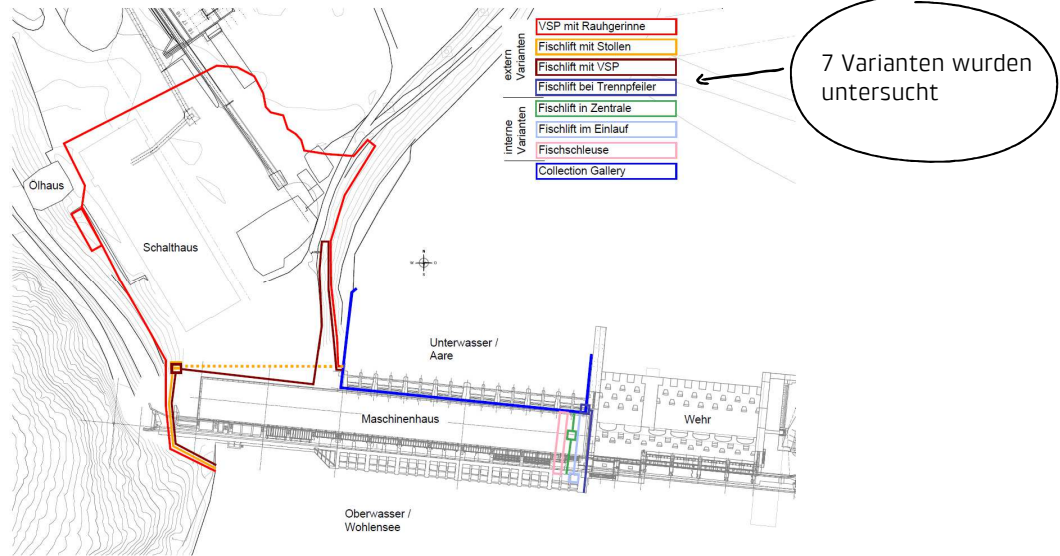 extern
Varianten
interne
Varianten
VSP mit Rauhgerinne
Fischlift mit Stollen
Fischlift mit VSP
Fischlift bei Trennpfeiler
Fischlift in Zentrale
Fischlift im Einlauf
Fischschleuse
Collection Gallery
7 Varianten wurden
untersucht
Ölhaus
Schalthaus
Unterwasser /
Aare
Maschinenhaus
Wehr
Oberwasser /
Wohlensee